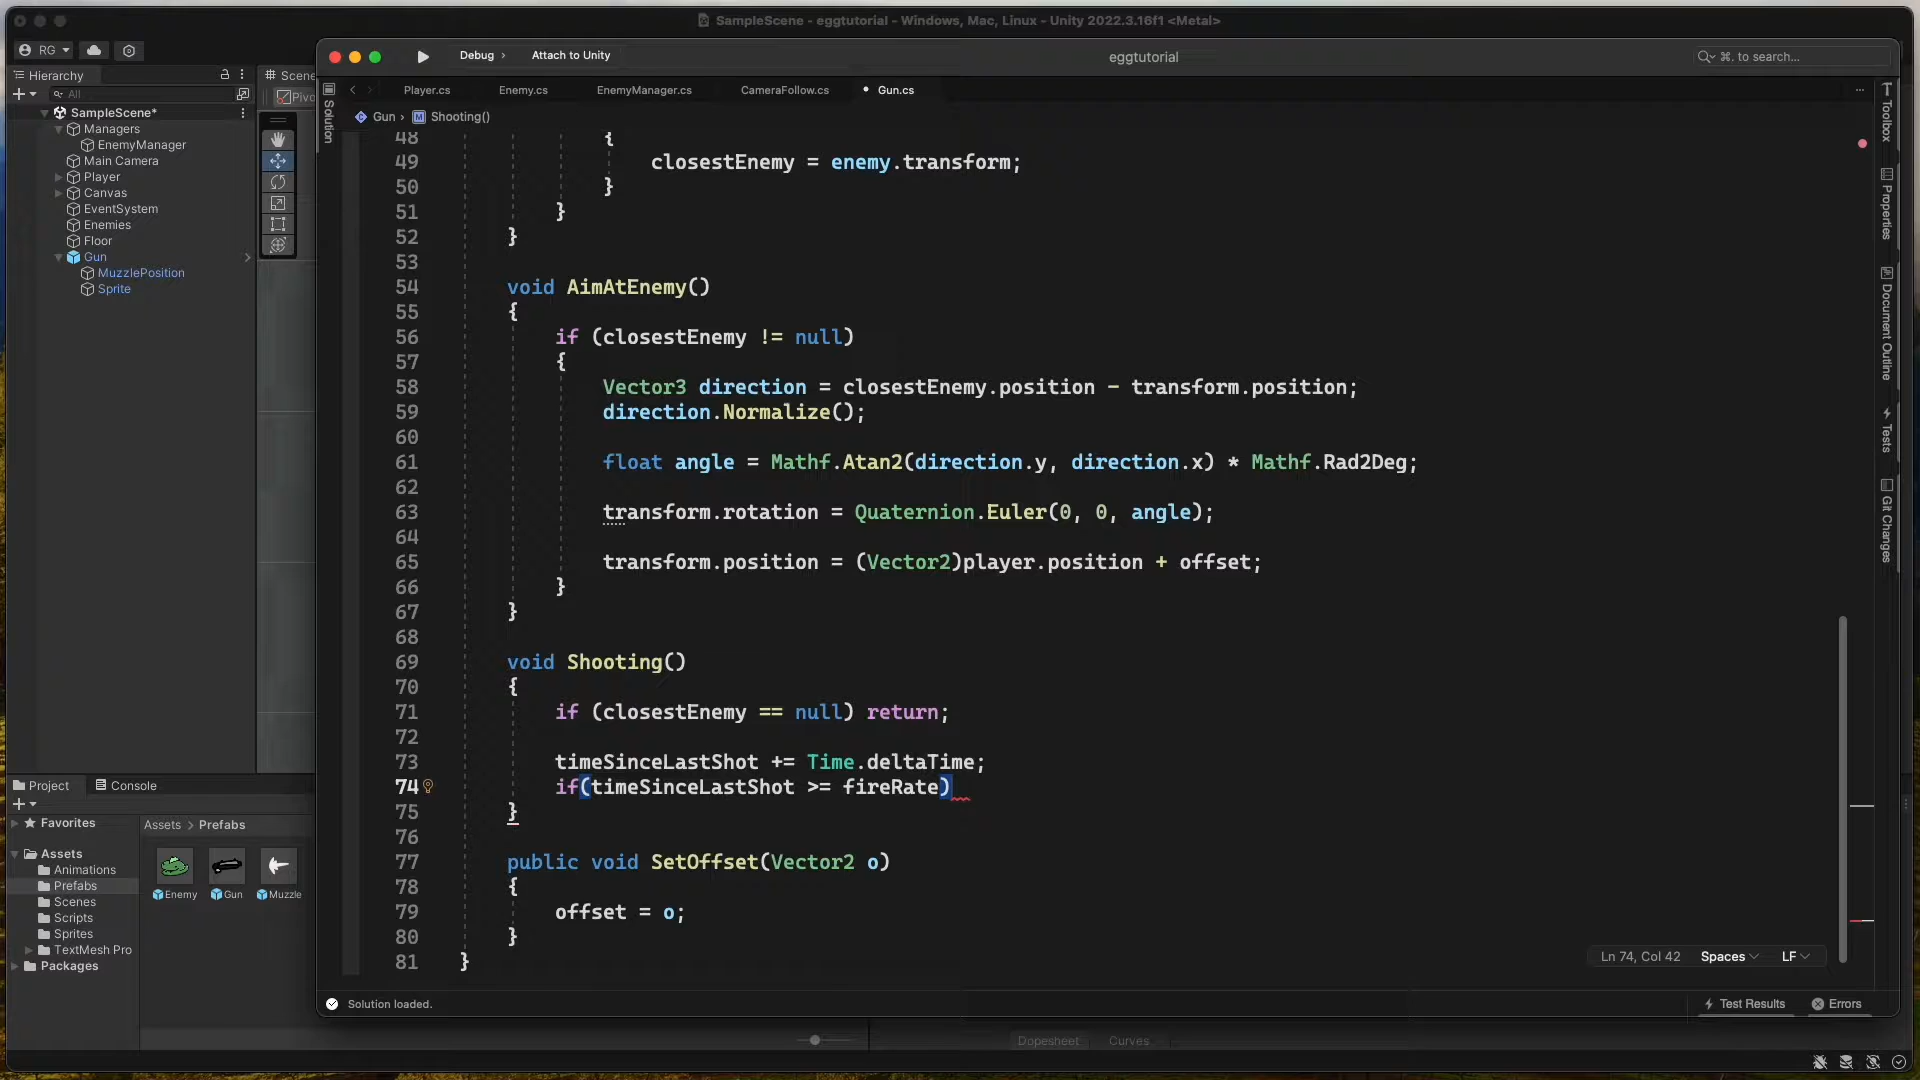 SampleScene - eggtutorial - Windows, Mac, Linux - Unity 2022.3.16f1 <Metal>
RG
Debug
Attach to Unity
eggtutorial
⌘. to search...
Hierarchy
Scene
All
Pivo
SampleScene*
Managers
EnemyManager
Main Camera
Player
Canvas
EventSystem
Enemies
Floor
Gun
MuzzlePosition
Sprite
Solution
Player.cs
Enemy.cs
EnemyManager.cs
CameraFollow.cs
Gun.cs
Gun › Shooting()
48 {
49 closestEnemy = enemy.transform;
50 }
51 }
52 }
53
54 void AimAtEnemy()
55 {
56 if (closestEnemy != null)
57 {
58 Vector3 direction = closestEnemy.position - transform.position;
59 direction.Normalize();
60
61 float angle = Mathf.Atan2(direction.y, direction.x) * Mathf.Rad2Deg;
62
63 transform.rotation = Quaternion.Euler(0, 0, angle);
64
65 transform.position = (Vector2)player.position + offset;
66 }
67 }
68
69 void Shooting()
70 {
71 if (closestEnemy == null) return;
72
73 timeSinceLastShot += Time.deltaTime;
74 if(timeSinceLastShot >= fireRate)
75 }
76
77 public void SetOffset(Vector2 o)
78 {
79 offset = o;
80 }
81 }
Toolbox
Properties
Document Outline
Tests
Git Changes
Ln 74, Col 42
Spaces
LF
Solution loaded.
Test Results
Errors
Project
Console
Favorites
Assets
Animations
Prefabs
Scenes
Scripts
Sprites
TextMesh Pro
Packages
Assets > Prefabs
Enemy
Gun
Muzzle
Dopesheet
Curves